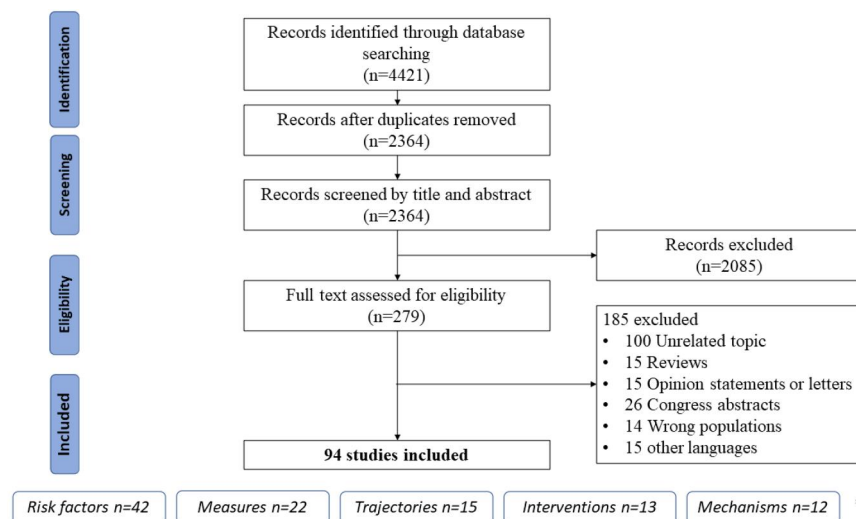 Identification
Records identified through database
searching
(n=4421)
Records after duplicates removed
(n=2364)
Screening
Records screened by title and abstract
(n=2364)
Records excluded
(n=2085)
Eligibility
Full text assessed for eligibility
(n=279)
185 excluded
• 100 Unrelated topic
• 15 Reviews
• 15 Opinion statements or letters
• 26 Congress abstracts
• 14 Wrong populations
• 15 other languages
Included
94 studies included
Risk factors n=42
Measures n=22
Trajectories n=15
Interventions n=13
Mechanisms n=12